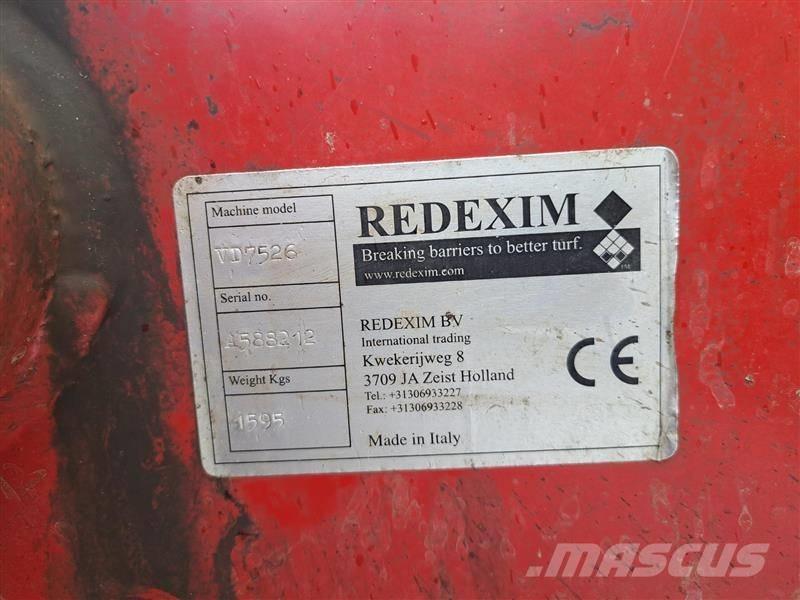 Machine model
VD7526
Serial no.
A588212
Weight Kgs
1595
REDEXIM
Breaking barriers to better turf.
www.redexim.com
TM
REDEXIM BV
International trading
Kwekerijweg 8
3709 JA Zeist Holland
Tel.: +31306933227
Fax: +31306933228
Made in Italy
CE
MASCUS